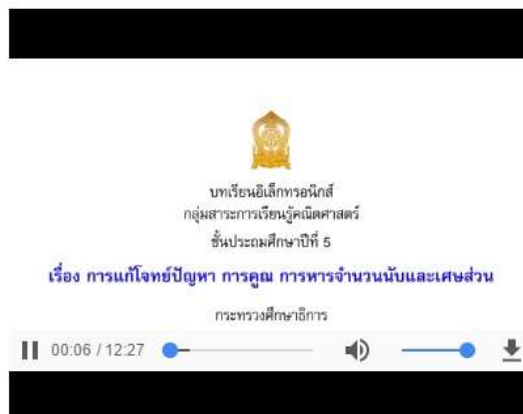 บทเรียนอิเล็กทรอนิกส์
กลุ่มสาระการเรียนรู้คณิตศาสตร์
ชั้นประถมศึกษาปีที่ 5
เรื่อง การแก้โจทย์ปัญหา การคูณ การหารจำนวนนับและเศษส่วน
กระทรวงศึกษาธิการ
00:06 / 12:27